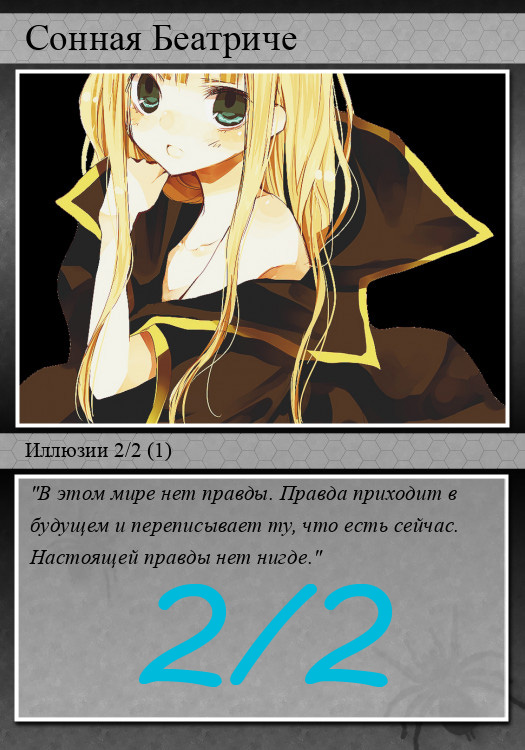 Сонная Беатриче
Иллюзии 2/2 (1)
"В этом мире нет правды. Правда приходит в
будущем и переписывает ту, что есть сейчас.
Настоящей правды нет нигде."
2/2